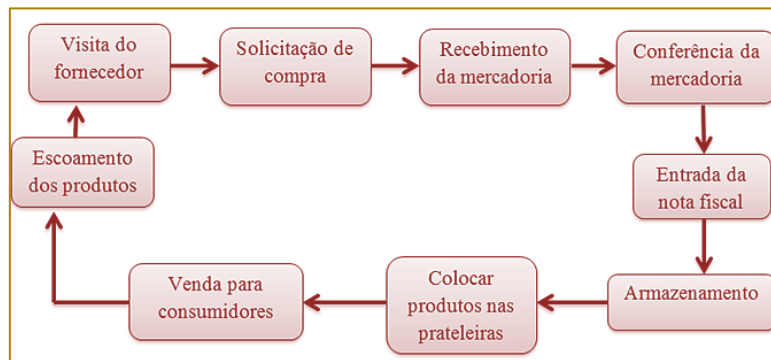 Visita do
fornecedor
Solicitação de
compra
Recebimento
da mercadoria
Conferência da
mercadoria
Entrada da
nota fiscal
Armazenamento
Colocar
produtos nas
prateleiras
Venda para
consumidores
Escoamento
dos produtos